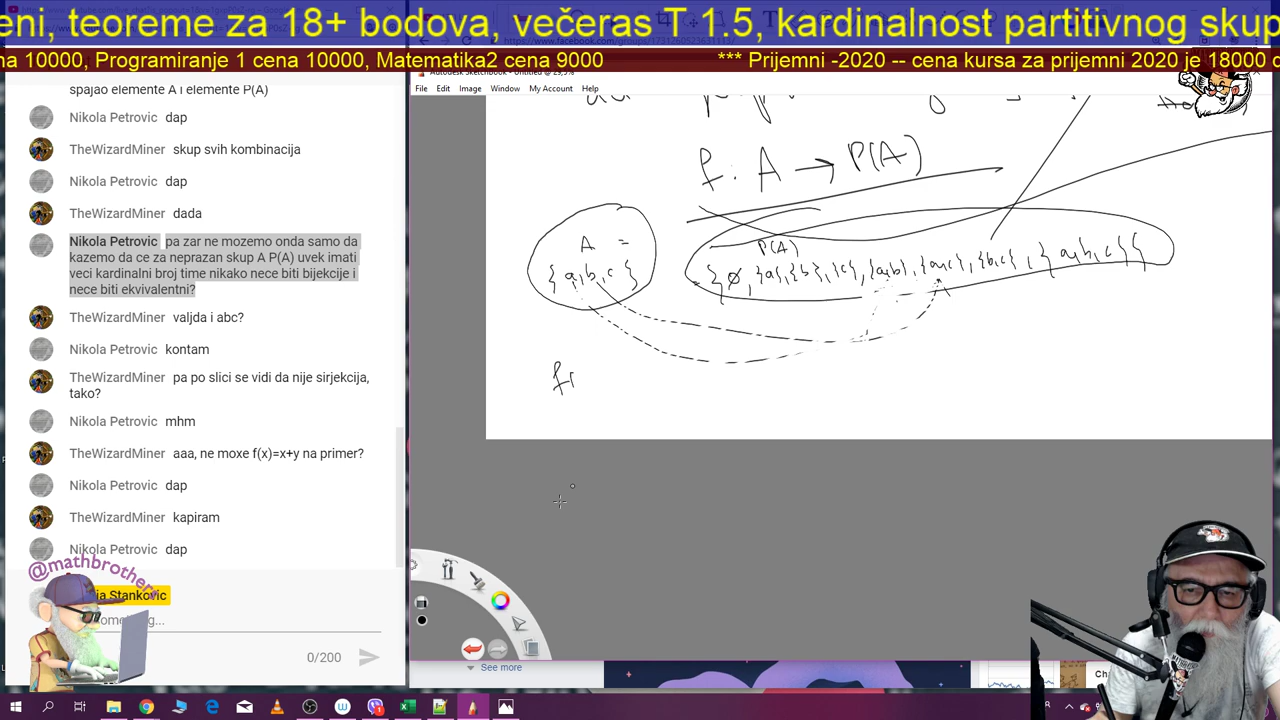 eni, teoreme za 18+ bodova, večeras T 1.5, kardinalnost partitivnog skup
na 10000, Programiranje 1 cena 10000, Matematika2 cena 9000 *** Prijemni -2020 -- cena kursa za prijemni 2020 je 18000 d
spajao elemente A i elemente P(A)
Nikola Petrovic dap
TheWizardMiner skup svih kombinacija
Nikola Petrovic dap
TheWizardMiner dada
Nikola Petrovic pa zar ne mozemo onda samo da
kazemo da ce za neprazan skup A P(A) uvek imati
veci kardinalni broj time nikako nece biti bijekcije i
nece biti ekvivalentni?
TheWizardMiner valjda i abc?
Nikola Petrovic kontam
TheWizardMiner pa po slici se vidi da nije sirjekcija,
tako?
Nikola Petrovic mhm
TheWizardMiner aaa, ne moxe f(x)=x+y na primer?
Nikola Petrovic dap
TheWizardMiner kapiram
Nikola Petrovic dap
@mathbrothers
Stankovic
0/200
Autodesk SketchBook - Untitled @ 29,5%
File Edit Image Window My Account Help
f: A → P(A)
A =
{a,b,c}
P(A)
= {∅, {a},{b},{c},{a,b},{a,c},{b,c},{a,b,c}}
See more